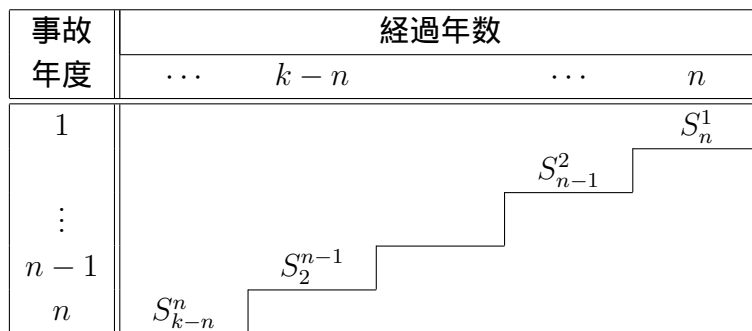 事故 経過年数
年度 ⋯ k − n ⋯ n
1 S_n^1
S_{n−1}^2
⋮
n − 1 S_2^{n−1}
n S_{k−n}^n